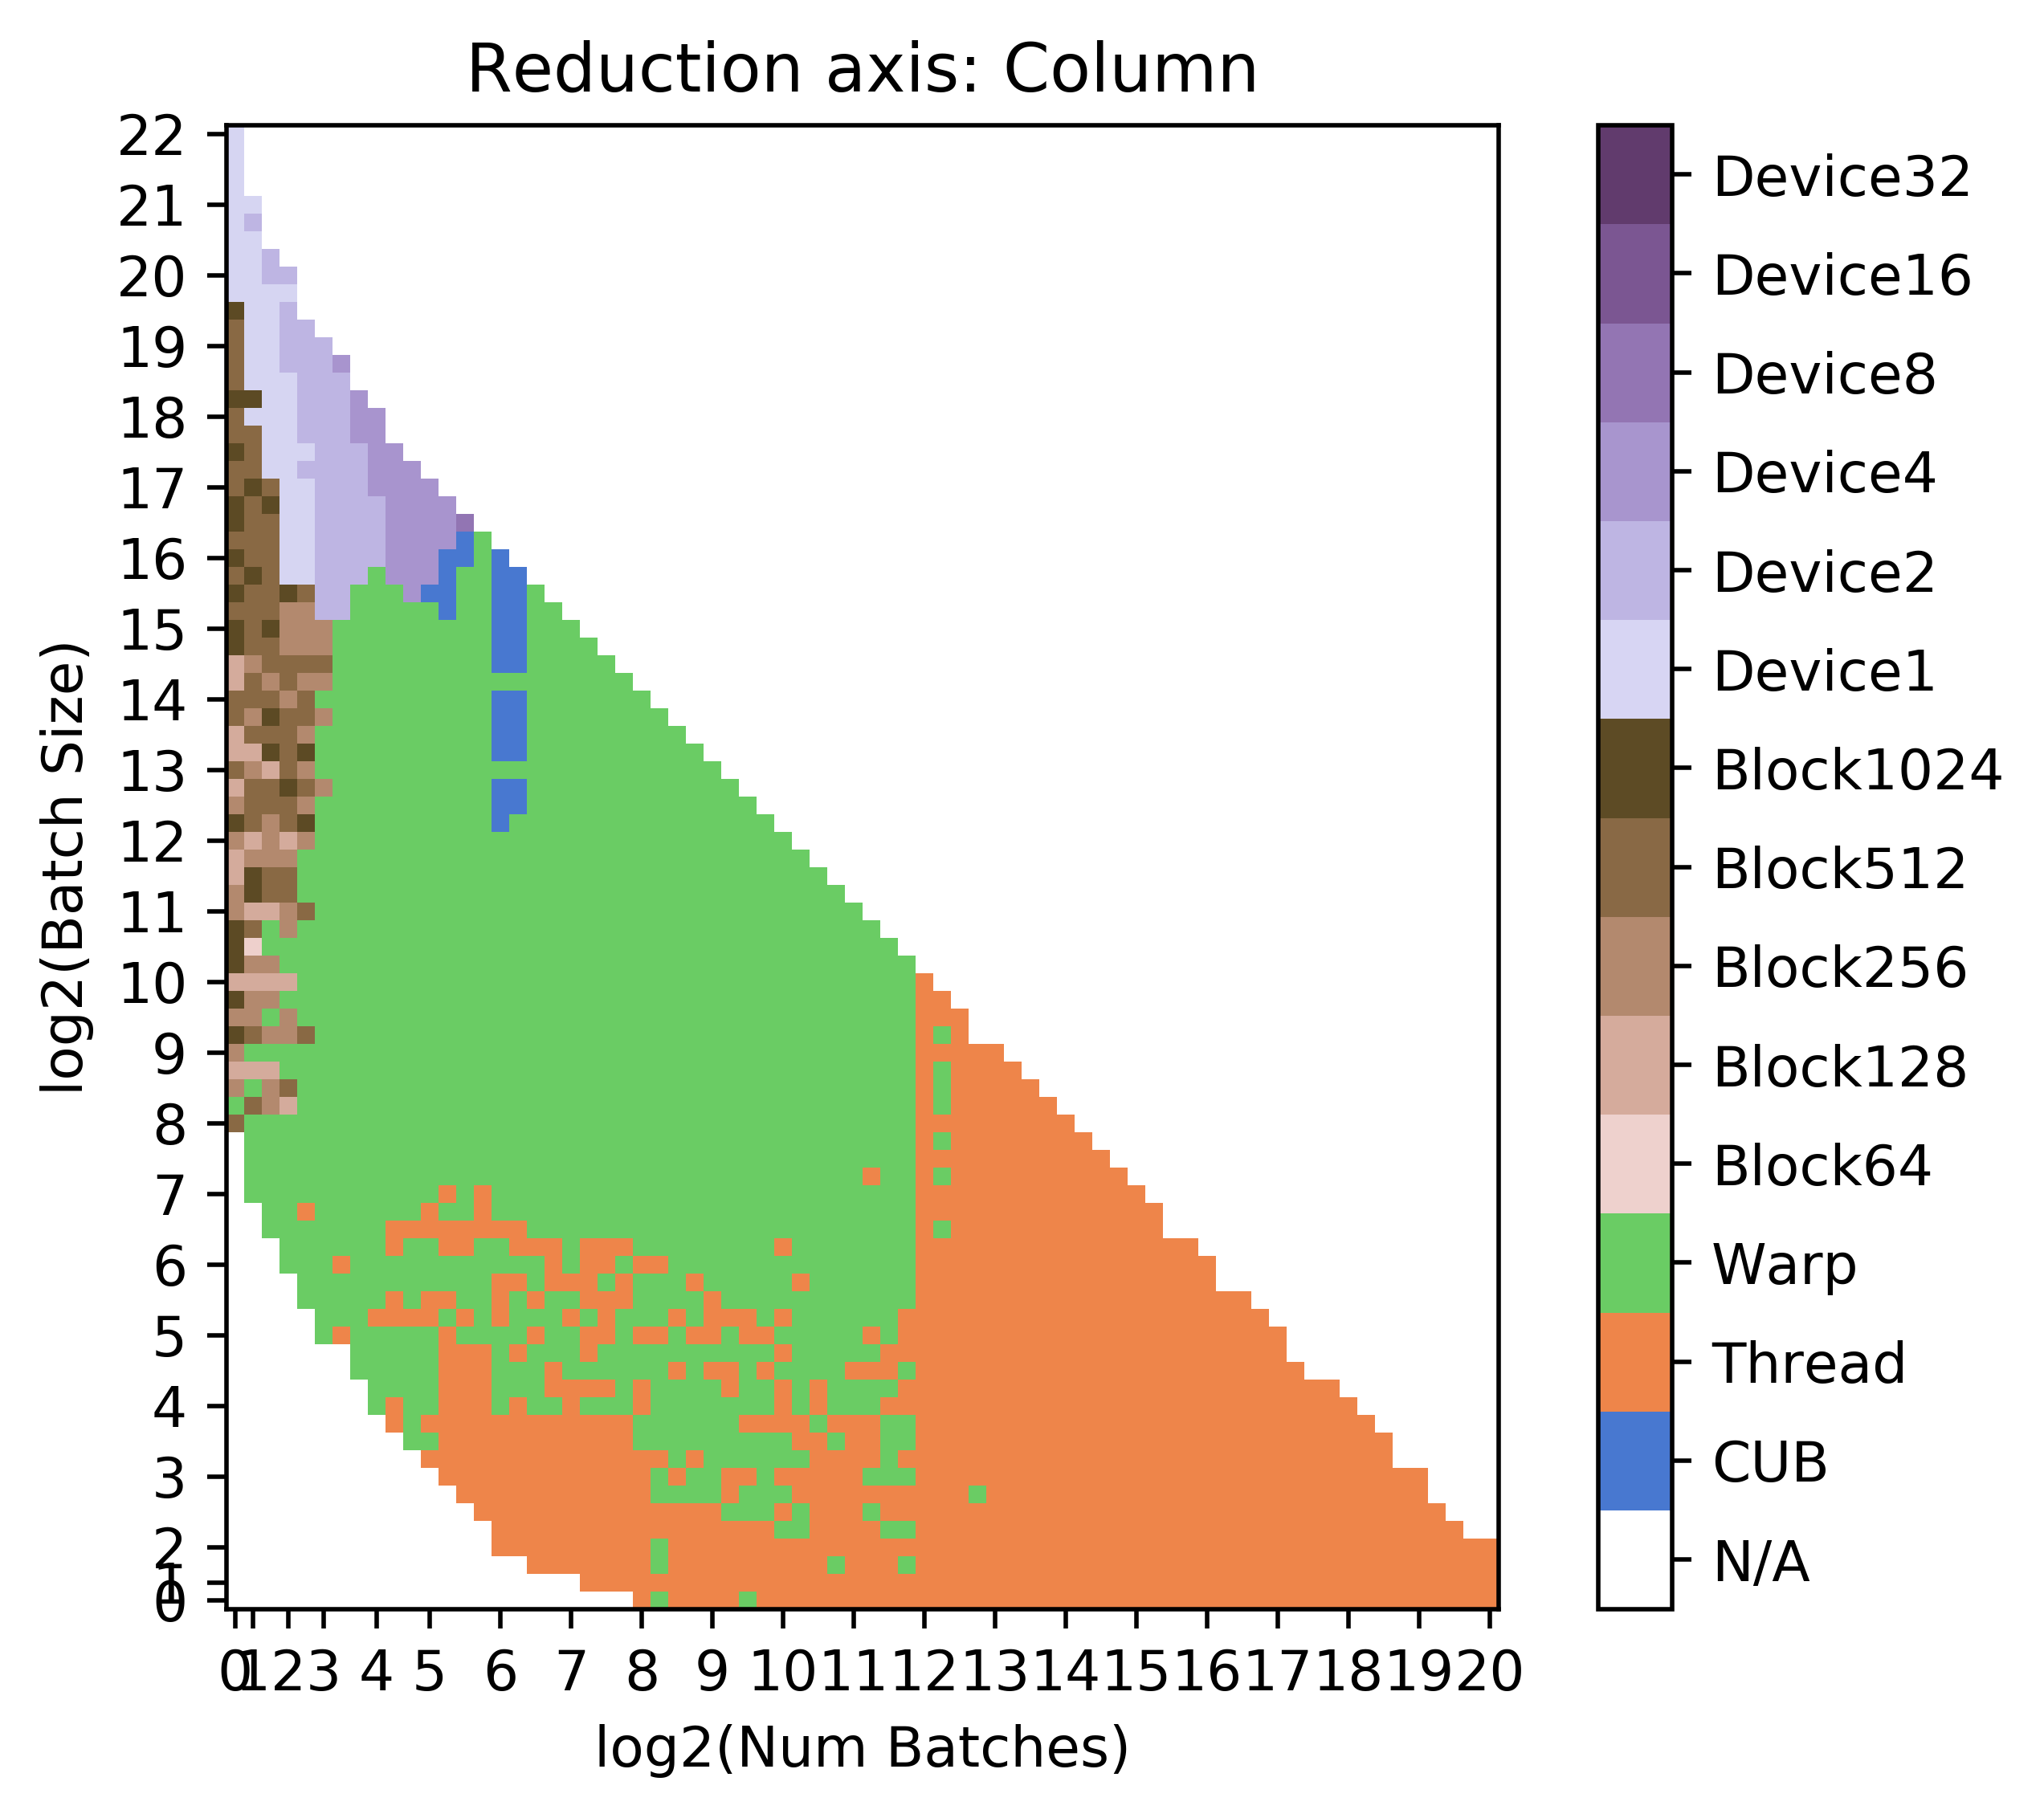 Reduction axis: Column
log2(Batch Size)
22
21
20
19
18
17
16
15
14
13
12
11
10
9
8
7
6
5
4
3
2
1
0
0 1 2 3 4 5 6 7 8 9 10 11 12 13 14 15 16 17 18 19 20
log2(Num Batches)
Device32
Device16
Device8
Device4
Device2
Device1
Block1024
Block512
Block256
Block128
Block64
Warp
Thread
CUB
N/A